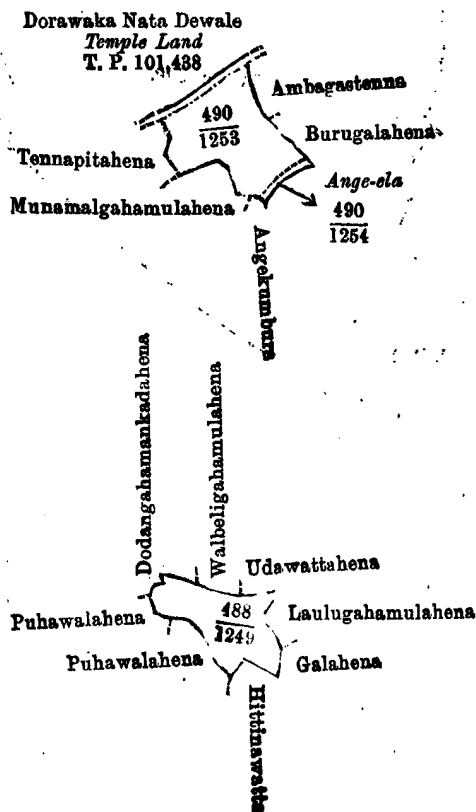 Dorawaka Nata Dewale
Temple Land
T. P. 101,438
Ambagastenna
490
1253
Burugalahena
Tennapitahena
Ange-ela
Munamalgahamulahena
490
1254
Angekumbura
Dodangahamankadahena
Walbeligahamulahena
Udawattahena
488
1249
Laulugahamulahena
Puhawalahena
Puhawalahena
Galahena
Hittinawatta